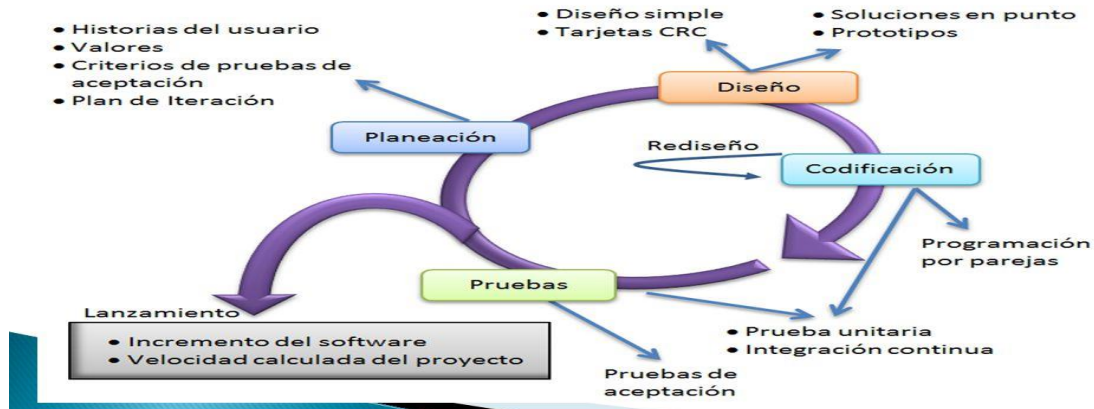 • Historias del usuario
• Valores
• Criterios de pruebas de
aceptación
• Plan de Iteración
• Diseño simple
• Tarjetas CRC
• Soluciones en punto
• Prototipos
Diseño
Planeación
Rediseño
Codificación
Programación
por parejas
Pruebas
Lanzamiento
• Incremento del software
• Velocidad calculada del proyecto
• Prueba unitaria
• Integración continua
Pruebas de
aceptación